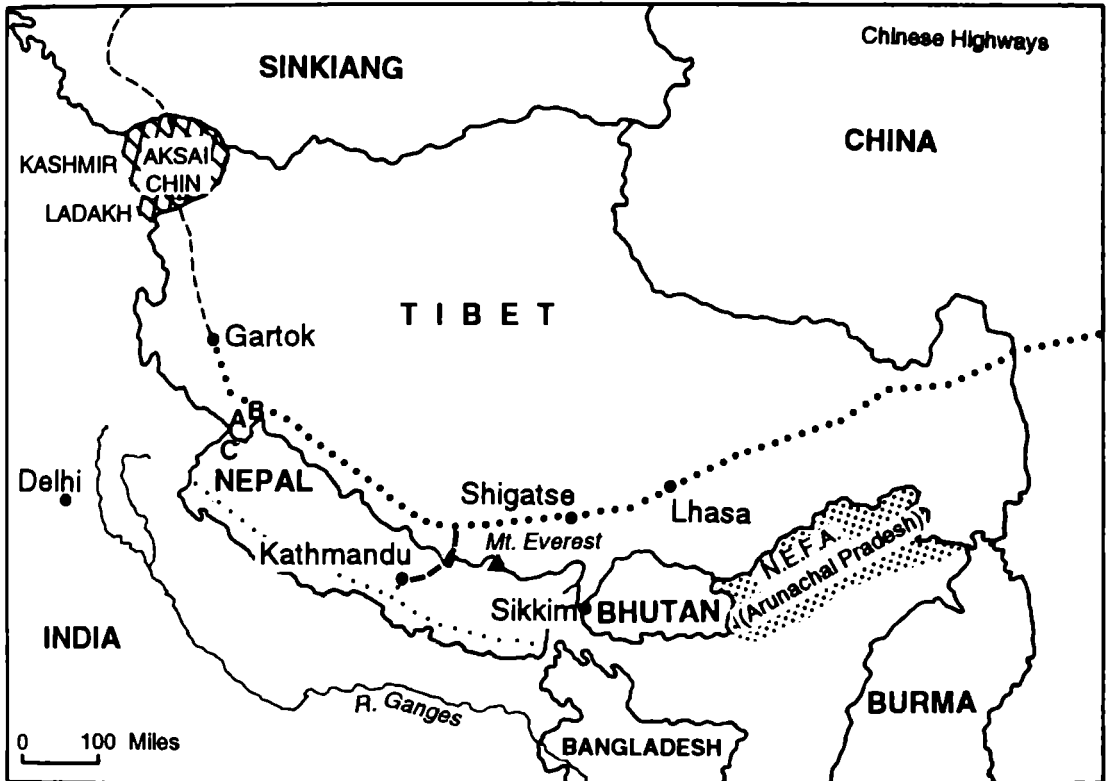 Chinese Highways
SINKIANG
CHINA
KASHMIR
AKSAI
CHIN
LADAKH
TIBET
Gartok
A B
C
NEPAL
Delhi
Shigatse
Lhasa
Mt. Everest
Kathmandu
N.E.F.A.
(Arunachal Pradesh)
Sikkim
BHUTAN
INDIA
R. Ganges
BURMA
0 100 Miles
BANGLADESH